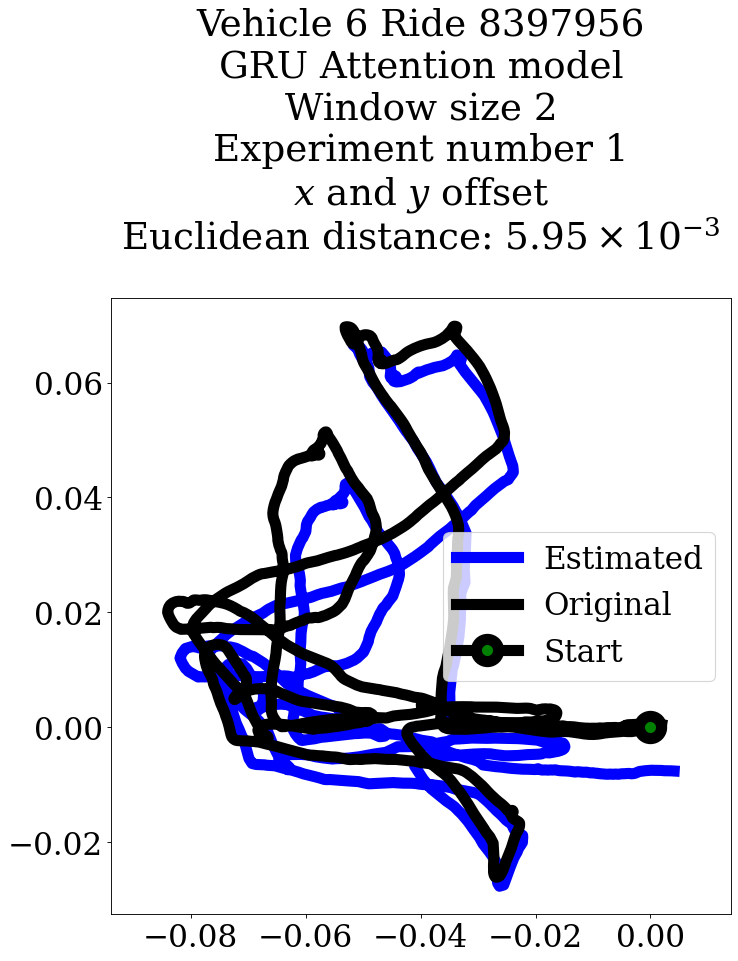 Vehicle 6 Ride 8397956
GRU Attention model
Window size 2
Experiment number 1
x and y offset
Euclidean distance: 5.95 × 10⁻³
0.06
0.04
0.02
0.00
−0.02
Estimated
Original
Start
−0.08 −0.06 −0.04 −0.02 0.00